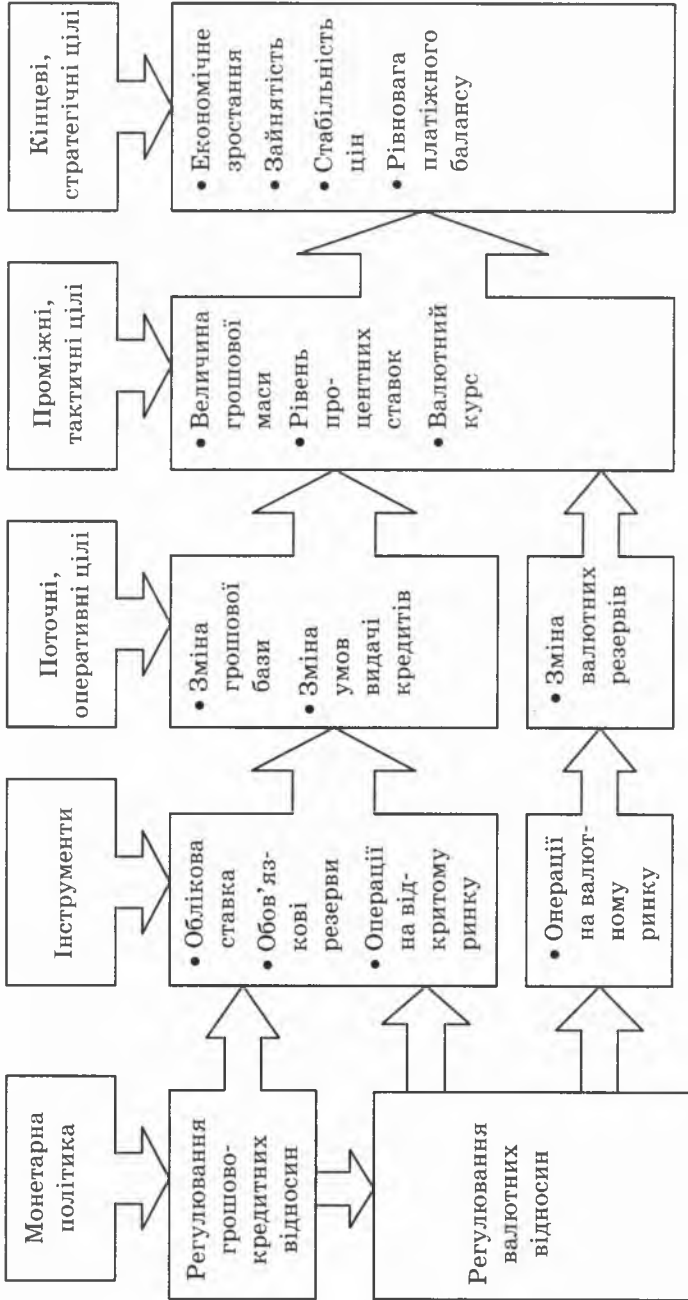 Монетарна
політика
Інструменти
Поточні,
оперативні цілі
Проміжні,
тактичні цілі
Кінцеві,
стратегічні цілі
Регулювання
грошово-
кредитних
відносин
• Облікова
ставка
• Обов’яз-
кові
резерви
• Операції
на від-
критому
ринку
• Зміна
грошової
бази
• Зміна
умов
видачі
кредитів
• Величина
грошової
маси
• Рівень
про-
центних
ставок
• Валютний
курс
• Економічне
зростання
• Зайнятість
• Стабільність
цін
• Рівновага
платіжного
балансу
Регулювання
валютних
відносин
• Онерації
на валют-
ному
ринку
• Зміна
валютних
резервів